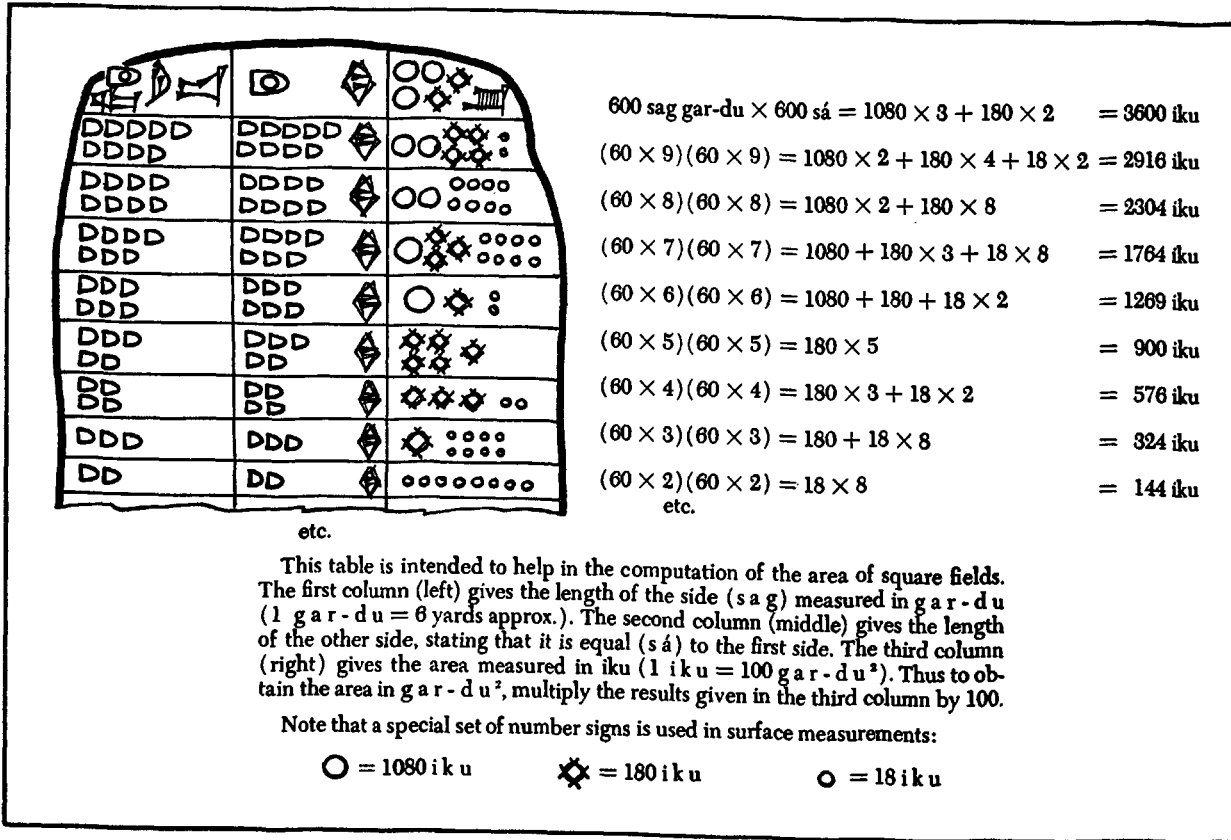 600 sag gar-du × 600 sá = 1080 × 3 + 180 × 2 = 3600 iku
(60 × 9)(60 × 9) = 1080 × 2 + 180 × 4 + 18 × 2 = 2916 iku
(60 × 8)(60 × 8) = 1080 × 2 + 180 × 8 = 2304 iku
(60 × 7)(60 × 7) = 1080 + 180 × 3 + 18 × 8 = 1764 iku
(60 × 6)(60 × 6) = 1080 + 180 + 18 × 2 = 1269 iku
(60 × 5)(60 × 5) = 180 × 5 = 900 iku
(60 × 4)(60 × 4) = 180 × 3 + 18 × 2 = 576 iku
(60 × 3)(60 × 3) = 180 + 18 × 8 = 324 iku
(60 × 2)(60 × 2) = 18 × 8 = 144 iku
etc.
etc.
This table is intended to help in the computation of the area of square fields.
The first column (left) gives the length of the side (s a g) measured in g a r - d u
(1 g a r - d u = 6 yards approx.). The second column (middle) gives the length
of the other side, stating that it is equal (s á) to the first side. The third column
(right) gives the area measured in iku (1 i k u = 100 g a r - d u²). Thus to ob-
tain the area in g a r - d u², multiply the results given in the third column by 100.
Note that a special set of number signs is used in surface measurements:
= 1080 i k u
= 180 i k u
= 18 i k u